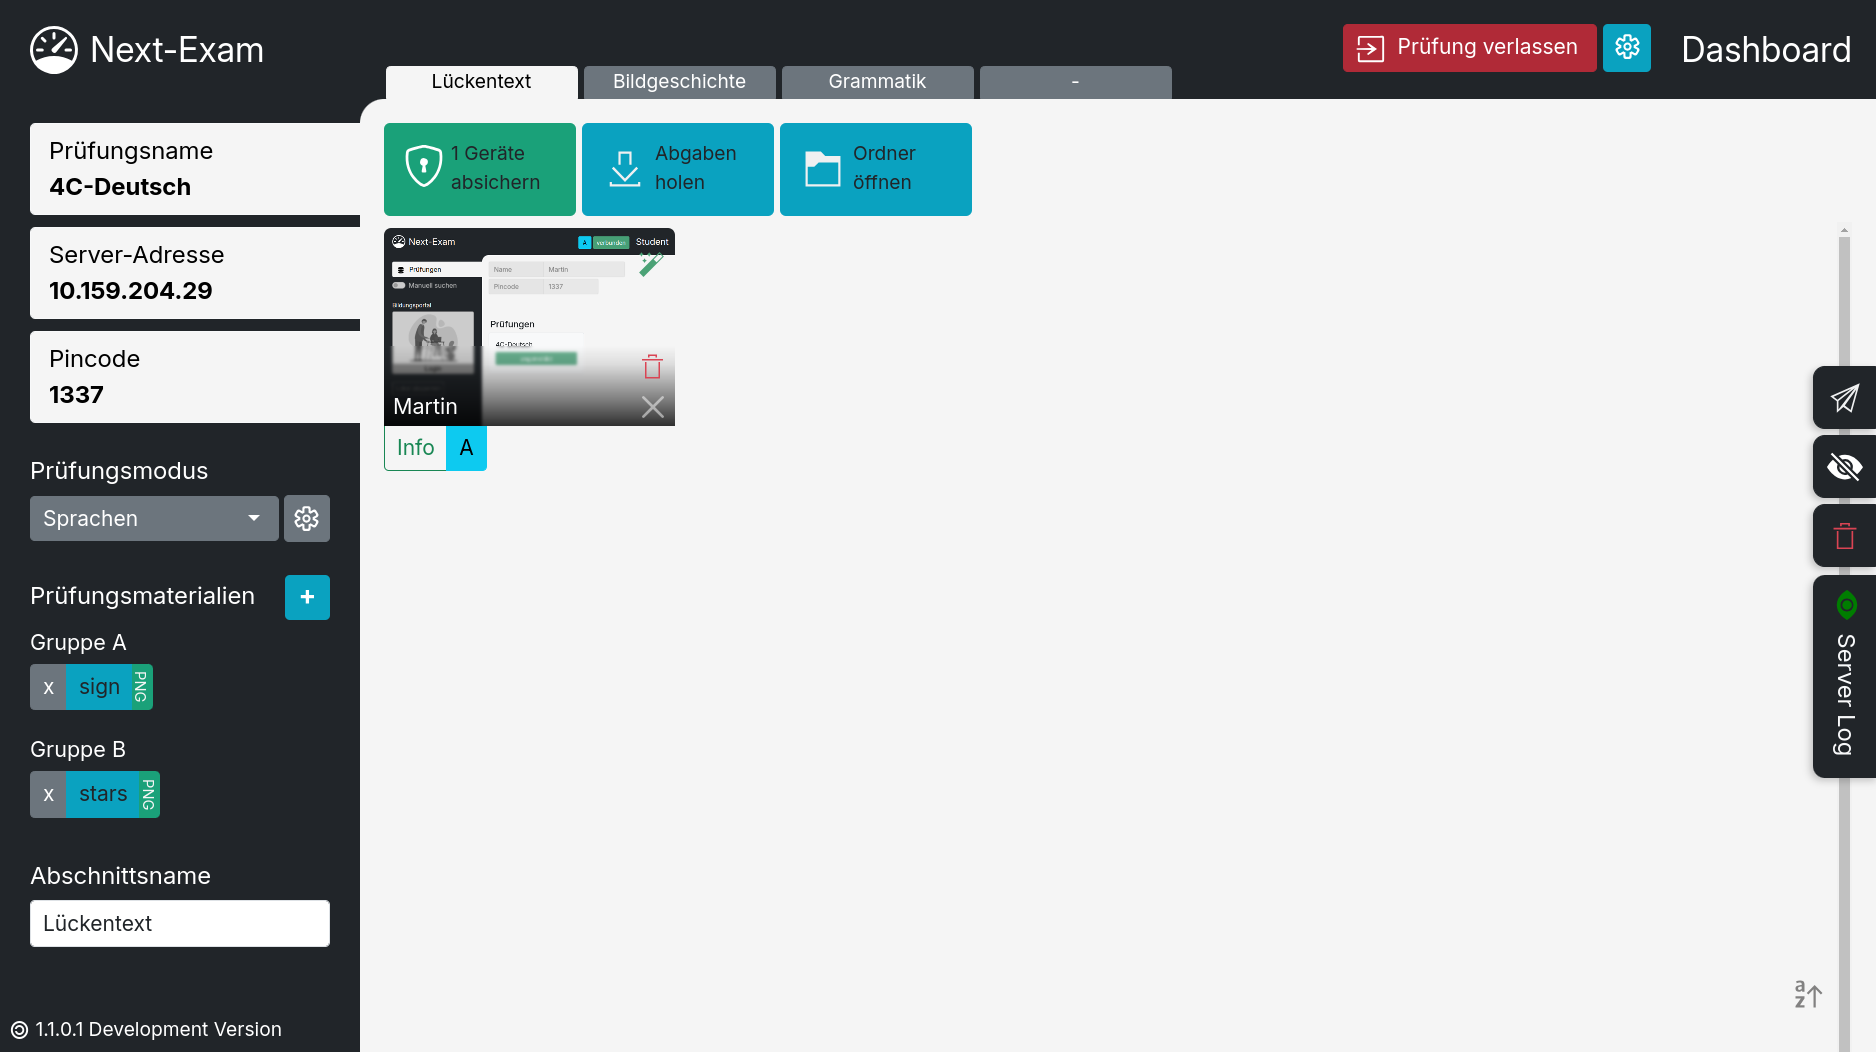 Next-Exam
Prüfung verlassen
Dashboard
Lückentext
Bildgeschichte
Grammatik
-
Prüfungsname
4C-Deutsch
Server-Adresse
10.159.204.29
Pincode
1337
Prüfungsmodus
Sprachen
Prüfungsmaterialien
+
Gruppe A
x sign PNG
Gruppe B
x stars PNG
Abschnittsname
Lückentext
1.1.0.1 Development Version
1 Geräte
absichern
Abgaben
holen
Ordner
öffnen
Next-Exam
A verbunden Student
Prüfungen
Manuell suchen
Bildungsportal
Name Martin
Pincode 1337
Prüfungen
4C-Deutsch
Martin
Info A
Server Log
a
z